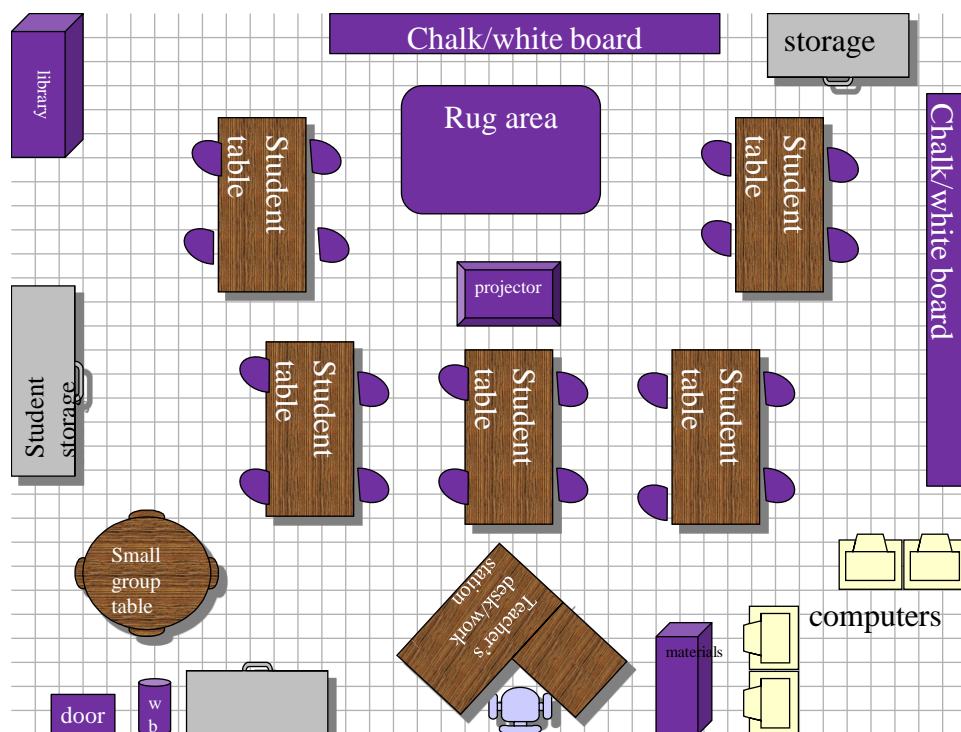 Chalk/white board
storage
library
Rug area
Chalk/white board
Student
table
Student
table
projector
Student
storage
Student
table
Student
table
Student
table
Small
group
table
Teacher's
desk/work
station
computers
materials
door
w
b